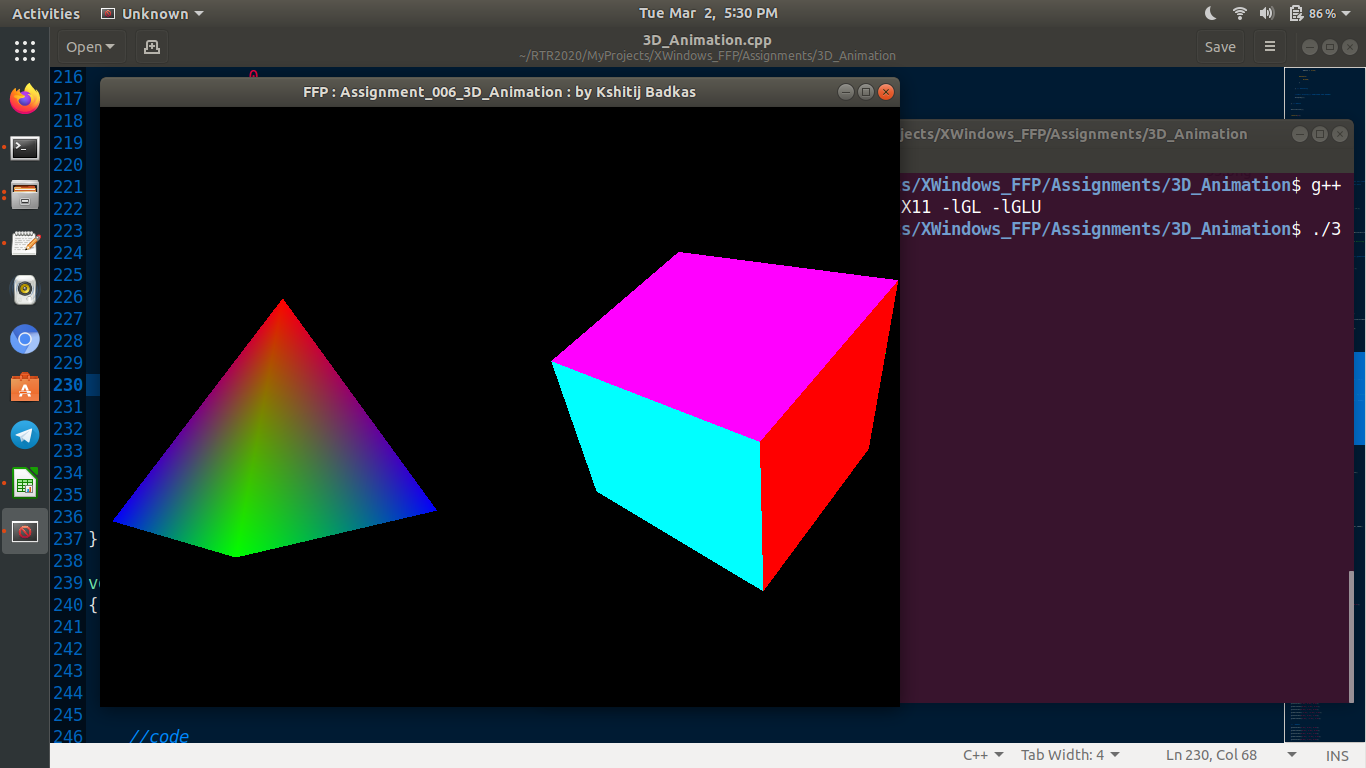 Activities Unknown Tue Mar 2, 5:30 PM 86 %
Open 3D_Animation.cpp Save
~/RTR2020/MyProjects/XWindows_FFP/Assignments/3D_Animation
FFP : Assignment_006_3D_Animation : by Kshitij Badkas
jects/XWindows_FFP/Assignments/3D_Animation
s/XWindows_FFP/Assignments/3D_Animation$ g++
X11 -lGL -lGLU
s/XWindows_FFP/Assignments/3D_Animation$ ./3
216
217
218
219
220
221
222
223
224
225
226
227
228
229
230
231
232
233
234
235
236
237 }
238
239 v
240 {
241
242
243
244
245
246 //code
C++ Tab Width: 4 Ln 230, Col 68 INS